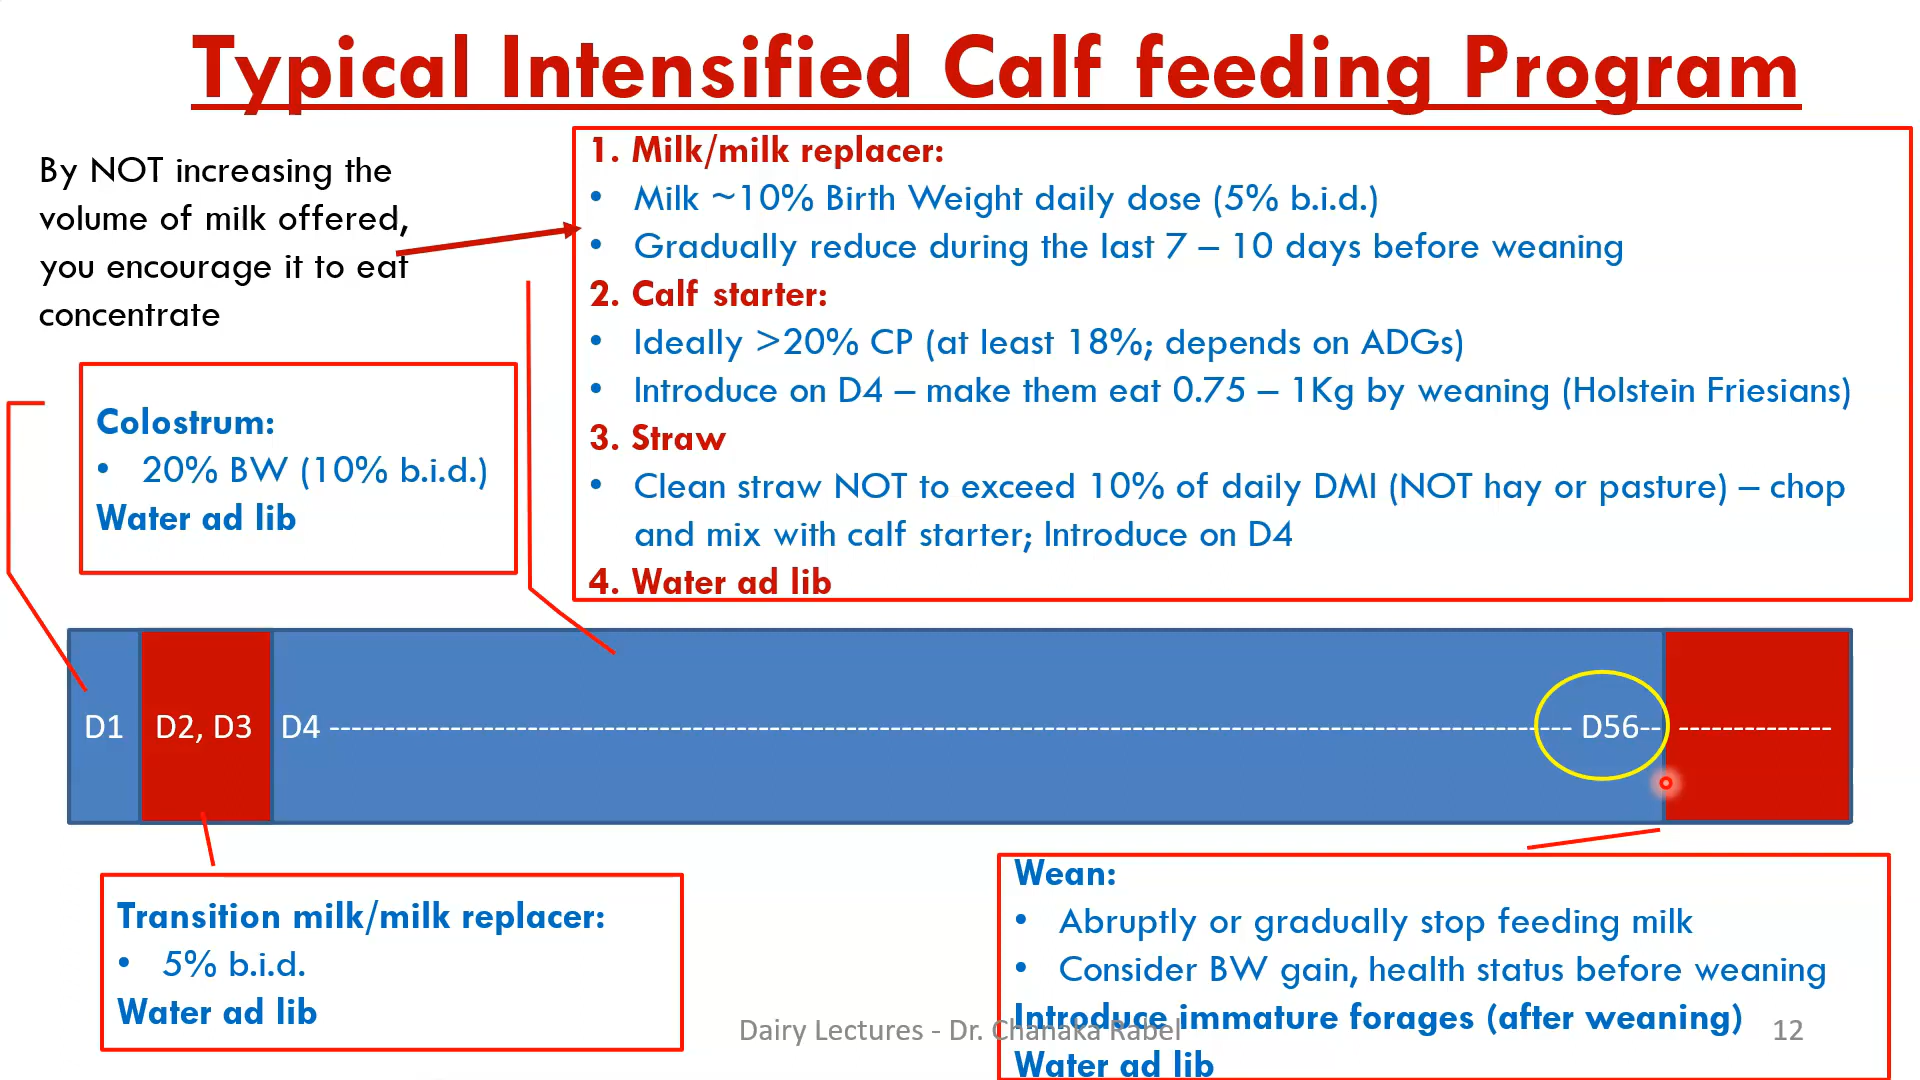 Typical Intensified Calf feeding Program
By NOT increasing the
volume of milk offered,
you encourage it to eat
concentrate
1. Milk/milk replacer:
• Milk ~10% Birth Weight daily dose (5% b.i.d.)
• Gradually reduce during the last 7 – 10 days before weaning
2. Calf starter:
• Ideally >20% CP (at least 18%; depends on ADGs)
• Introduce on D4 – make them eat 0.75 – 1Kg by weaning (Holstein Friesians)
3. Straw
• Clean straw NOT to exceed 10% of daily DMI (NOT hay or pasture) – chop
and mix with calf starter; Introduce on D4
4. Water ad lib
Colostrum:
• 20% BW (10% b.i.d.)
Water ad lib
D1
D2, D3
D4 ---------------------------------------------------------------- D56-- --------------
Transition milk/milk replacer:
• 5% b.i.d.
Water ad lib
Wean:
• Abruptly or gradually stop feeding milk
• Consider BW gain, health status before weaning
Introduce immature forages (after weaning)
Water ad lib
Dairy Lectures - Dr. Chanaka Rabel
12